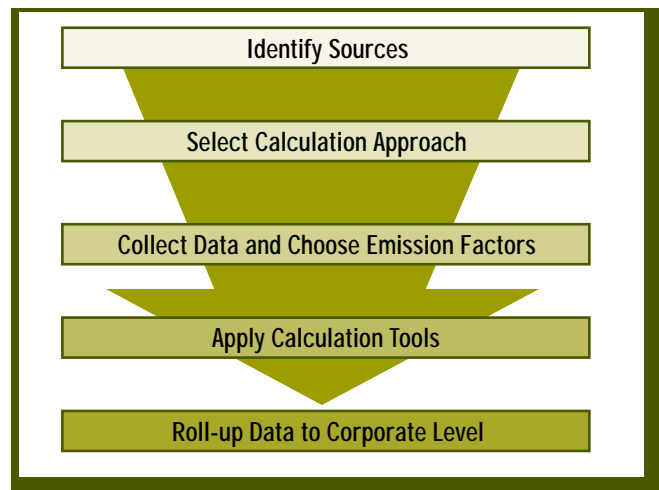 Identify Sources
Select Calculation Approach
Collect Data and Choose Emission Factors
Apply Calculation Tools
Roll-up Data to Corporate Level